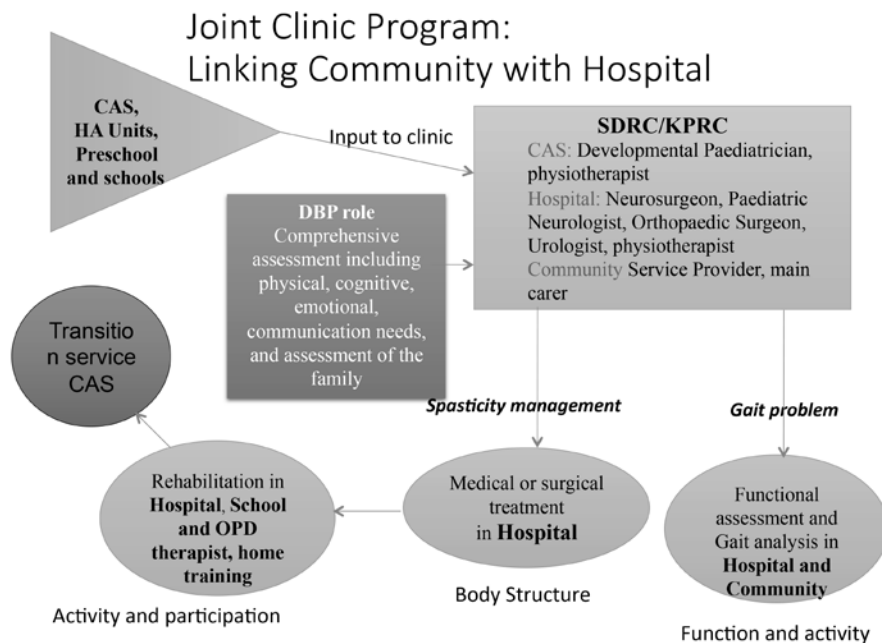 Joint Clinic Program:
Linking Community with Hospital
CAS,
HA Units,
Preschool
and schools
Input to clinic
SDRC/KPRC
CAS: Developmental Paediatrician,
physiotherapist
Hospital: Neurosurgeon, Paediatric
Neurologist, Orthopaedic Surgeon,
Urologist, physiotherapist
Community Service Provider, main
carer
DBP role
Comprehensive
assessment including
physical, cognitive,
emotional,
communication needs,
and assessment of the
family
Transitio
n service
CAS
Spasticity management
Gait problem
Rehabilitation in
Hospital, School
and OPD
therapist, home
training
Medical or surgical
treatment
in Hospital
Functional
assessment and
Gait analysis in
Hospital and
Community
Activity and participation
Body Structure
Function and activity